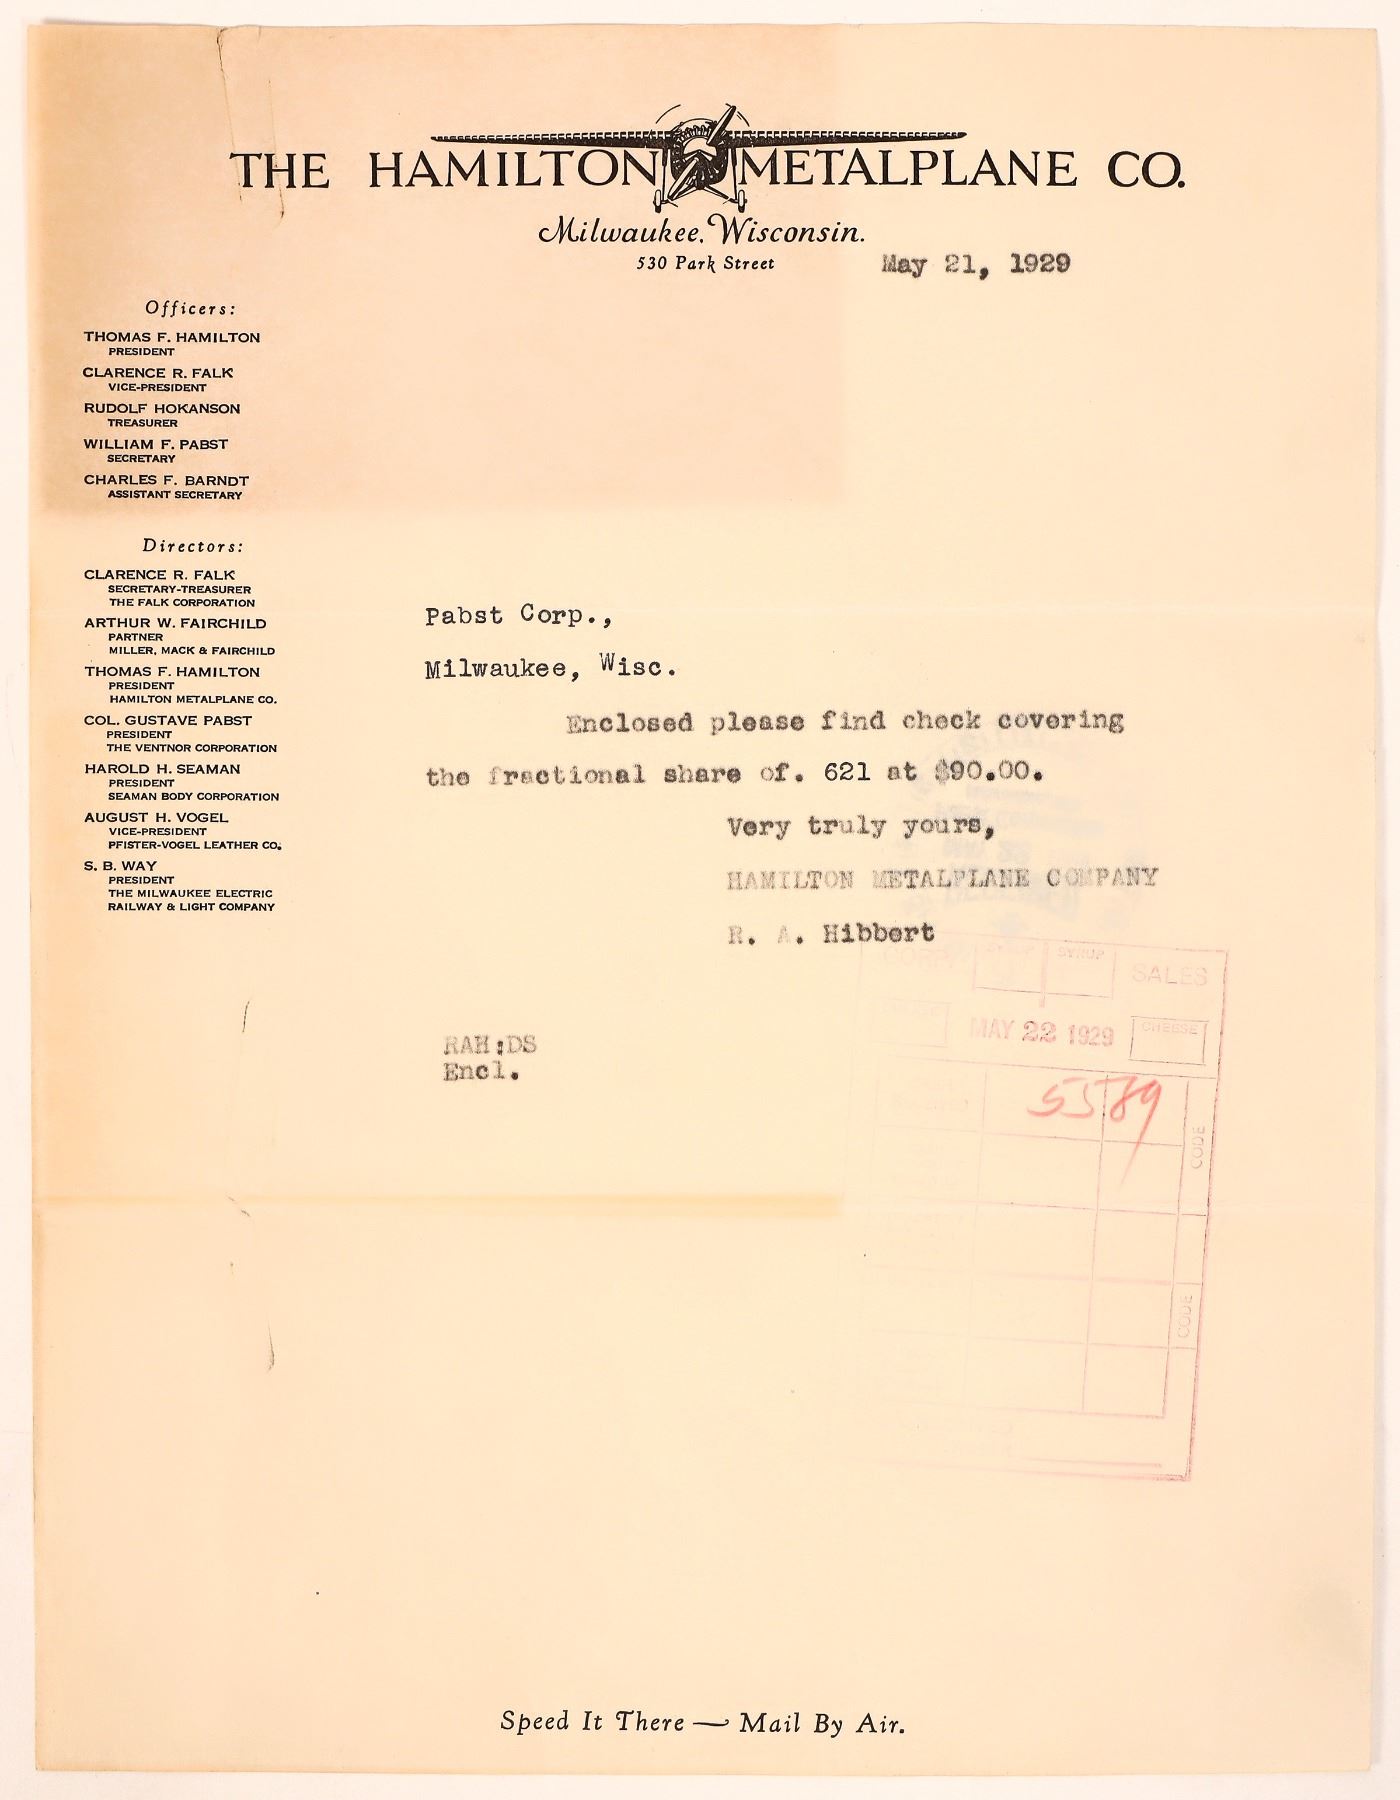 THE HAMILTON METALPLANE CO.
Milwaukee, Wisconsin.
530 Park Street
May 21, 1929
Officers:
THOMAS F. HAMILTON
PRESIDENT
CLARENCE R. FALK
VICE-PRESIDENT
RUDOLF HOKANSON
TREASURER
WILLIAM F. PABST
SECRETARY
CHARLES F. BARNDT
ASSISTANT SECRETARY
Directors:
CLARENCE R. FALK
SECRETARY-TREASURER
THE FALK CORPORATION
ARTHUR W. FAIRCHILD
PARTNER
MILLER, MACK & FAIRCHILD
THOMAS F. HAMILTON
PRESIDENT
HAMILTON METALPLANE CO.
COL. GUSTAVE PABST
PRESIDENT
THE VENTNOR CORPORATION
HAROLD H. SEAMAN
PRESIDENT
SEAMAN BODY CORPORATION
AUGUST H. VOGEL
VICE-PRESIDENT
PFISTER-VOGEL LEATHER CO.
S. B. WAY
PRESIDENT
THE MILWAUKEE ELECTRIC
RAILWAY & LIGHT COMPANY
Pabst Corp.,
Milwaukee, Wisc.
Enclosed please find check covering
the fractional share of. 621 at $90.00.
Very truly yours,
HAMILTON METALPLANE COMPANY
R. A. Hibbert
RAH:DS
Encl.
CORP
SYRUP
SALES
MAY 22 1929
CHEESE
5589
CODE
CODE
Speed It There — Mail By Air.